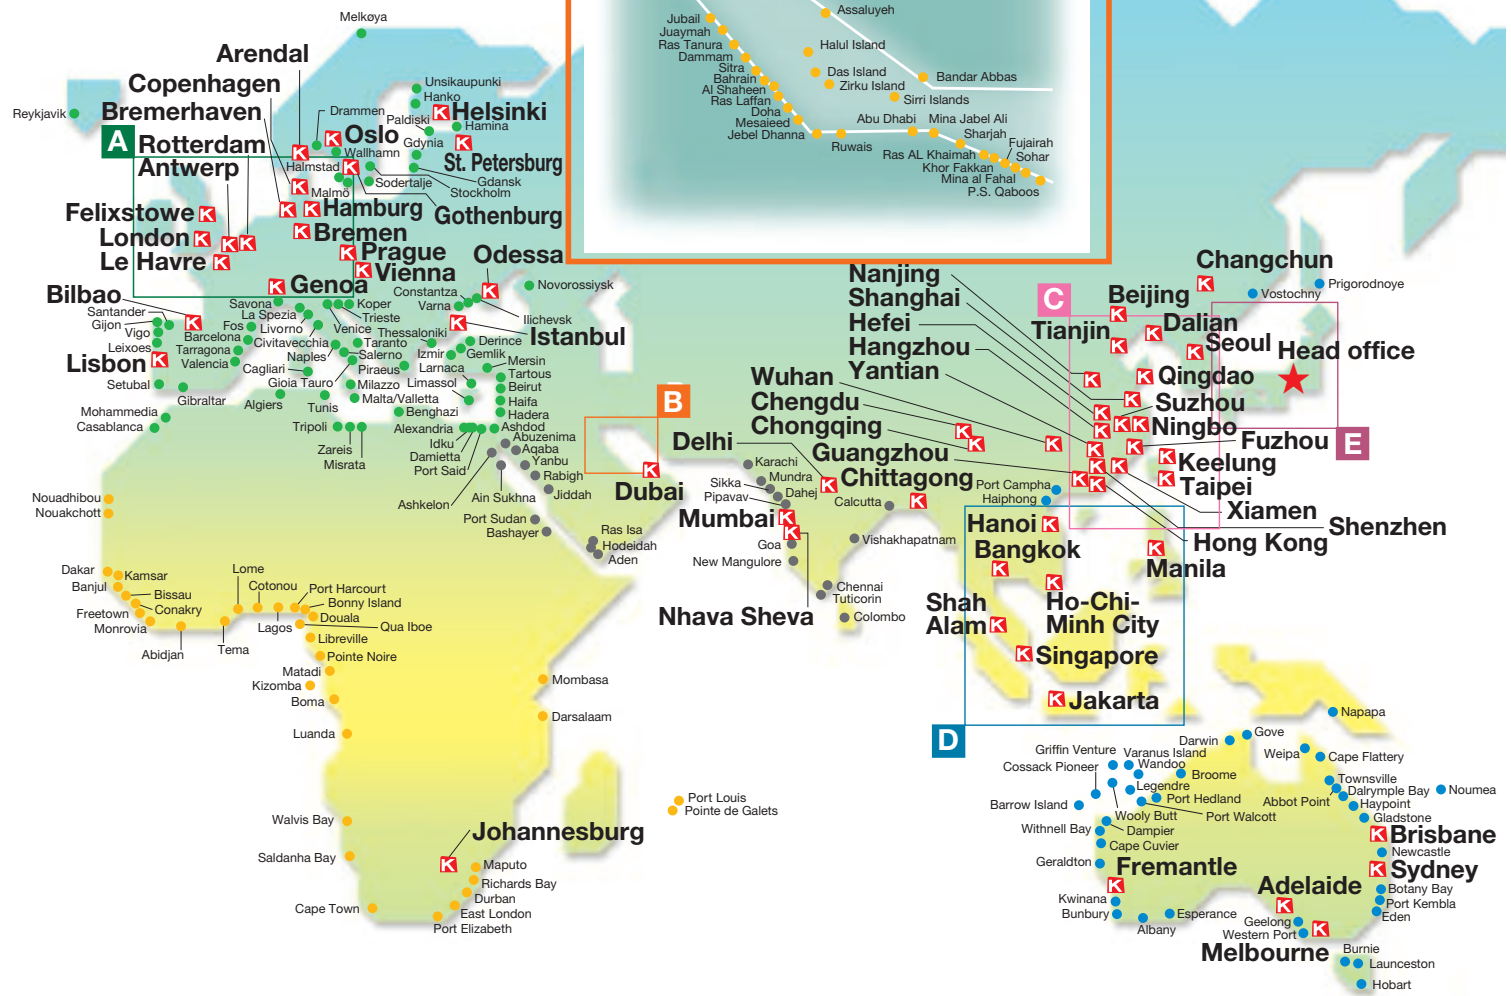 Melkøya
Arendal
Copenhagen
Bremerhaven
Reykjavik
A
Rotterdam
Antwerp
Unsikaupunki
Hanko
Helsinki
Drammen
Paldiski
Hamina
Oslo
Wallhamn
Gdynia
Halmstad
St. Petersburg
Malmö
Sodertalje
Gdansk
Stockholm
Felixstowe
Hamburg
Gothenburg
London
Bremen
Le Havre
Prague
Vienna
Odessa
Genoa
Bilbao
Santander
Gijon
Vigo
Leixoes
Lisbon
Setubal
Savona
La Spezia
Fos
Livorno
Barcelona
Civitavecchia
Tarragona
Naples
Valencia
Cagliari
Gioia Tauro
Gibraltar
Algiers
Tunis
Koper
Trieste
Venice
Taranto
Salerno
Piraeus
Milazzo
Malta/Valletta
Constantza
Varna
Novorossiysk
Ilichevsk
Istanbul
Thessaloniki
Izmir
Derince
Gemlik
Larnaca
Mersin
Limassol
Tartous
Beirut
Haifa
Hadera
Ashdod
Benghazi
Alexandria
Idku
Damietta
Port Said
Mohammedia
Casablanca
Tripoli
Zareis
Misrata
Abuzenima
Aqaba
Yanbu
Rabigh
Jiddah
Ashkelon
Ain Sukhna
Port Sudan
Bashayer
Ras Isa
Hodeidah
Aden
B
Dubai
Nouadhibou
Nouakchott
Dakar
Kamsar
Banjul
Bissau
Conakry
Freetown
Monrovia
Abidjan
Tema
Lome
Cotonou
Lagos
Port Harcourt
Bonny Island
Douala
Qua Iboe
Libreville
Pointe Noire
Matadi
Kizomba
Boma
Luanda
Mombasa
Darsalaam
Port Louis
Pointe de Galets
Walvis Bay
Saldanha Bay
Cape Town
Johannesburg
Maputo
Richards Bay
Durban
East London
Port Elizabeth
Jubail
Juaymah
Ras Tanura
Dammam
Sitra
Bahrain
Al Shaheen
Ras Laffan
Doha
Mesaieed
Jebel Dhanna
Assaluyeh
Halul Island
Das Island
Zirku Island
Bandar Abbas
Sirri Islands
Ruwais
Abu Dhabi
Mina Jabel Ali
Sharjah
Ras AL Khaimah
Fujairah
Sohar
Khor Fakkan
Mina al Fahal
P.S. Qaboos
Nanjing
Shanghai
Hefei
Hangzhou
Yantian
Wuhan
Chengdu
Chongqing
Guangzhou
Chittagong
Delhi
Karachi
Mundra
Sikka
Dahej
Pipavav
Mumbai
Goa
New Mangulore
Nhava Sheva
Calcutta
Vishakhapatnam
Chennai
Tuticorin
Colombo
Changchun
Vostochny
Prigorodnoye
C
Beijing
Tianjin
Dalian
Seoul
Head office
Qingdao
Suzhou
Ningbo
E
Fuzhou
Keelung
Taipei
Xiamen
Shenzhen
Hong Kong
Port Campha
Haiphong
Hanoi
Bangkok
Manila
Shah
Alam
Ho-Chi-
Minh City
Singapore
Jakarta
D
Napapa
Griffin Venture
Cossack Pioneer
Varanus Island
Wandoo
Darwin
Gove
Weipa
Cape Flattery
Broome
Legendre
Port Hedland
Port Walcott
Barrow Island
Wooly Butt
Withnell Bay
Dampier
Cape Cuvier
Geraldton
Fremantle
Kwinana
Bunbury
Albany
Esperance
Townsville
Dalrymple Bay
Abbot Point
Haypoint
Gladstone
Noumea
Brisbane
Newcastle
Sydney
Botany Bay
Port Kembla
Eden
Adelaide
Geelong
Western Port
Melbourne
Burnie
Launceston
Hobart